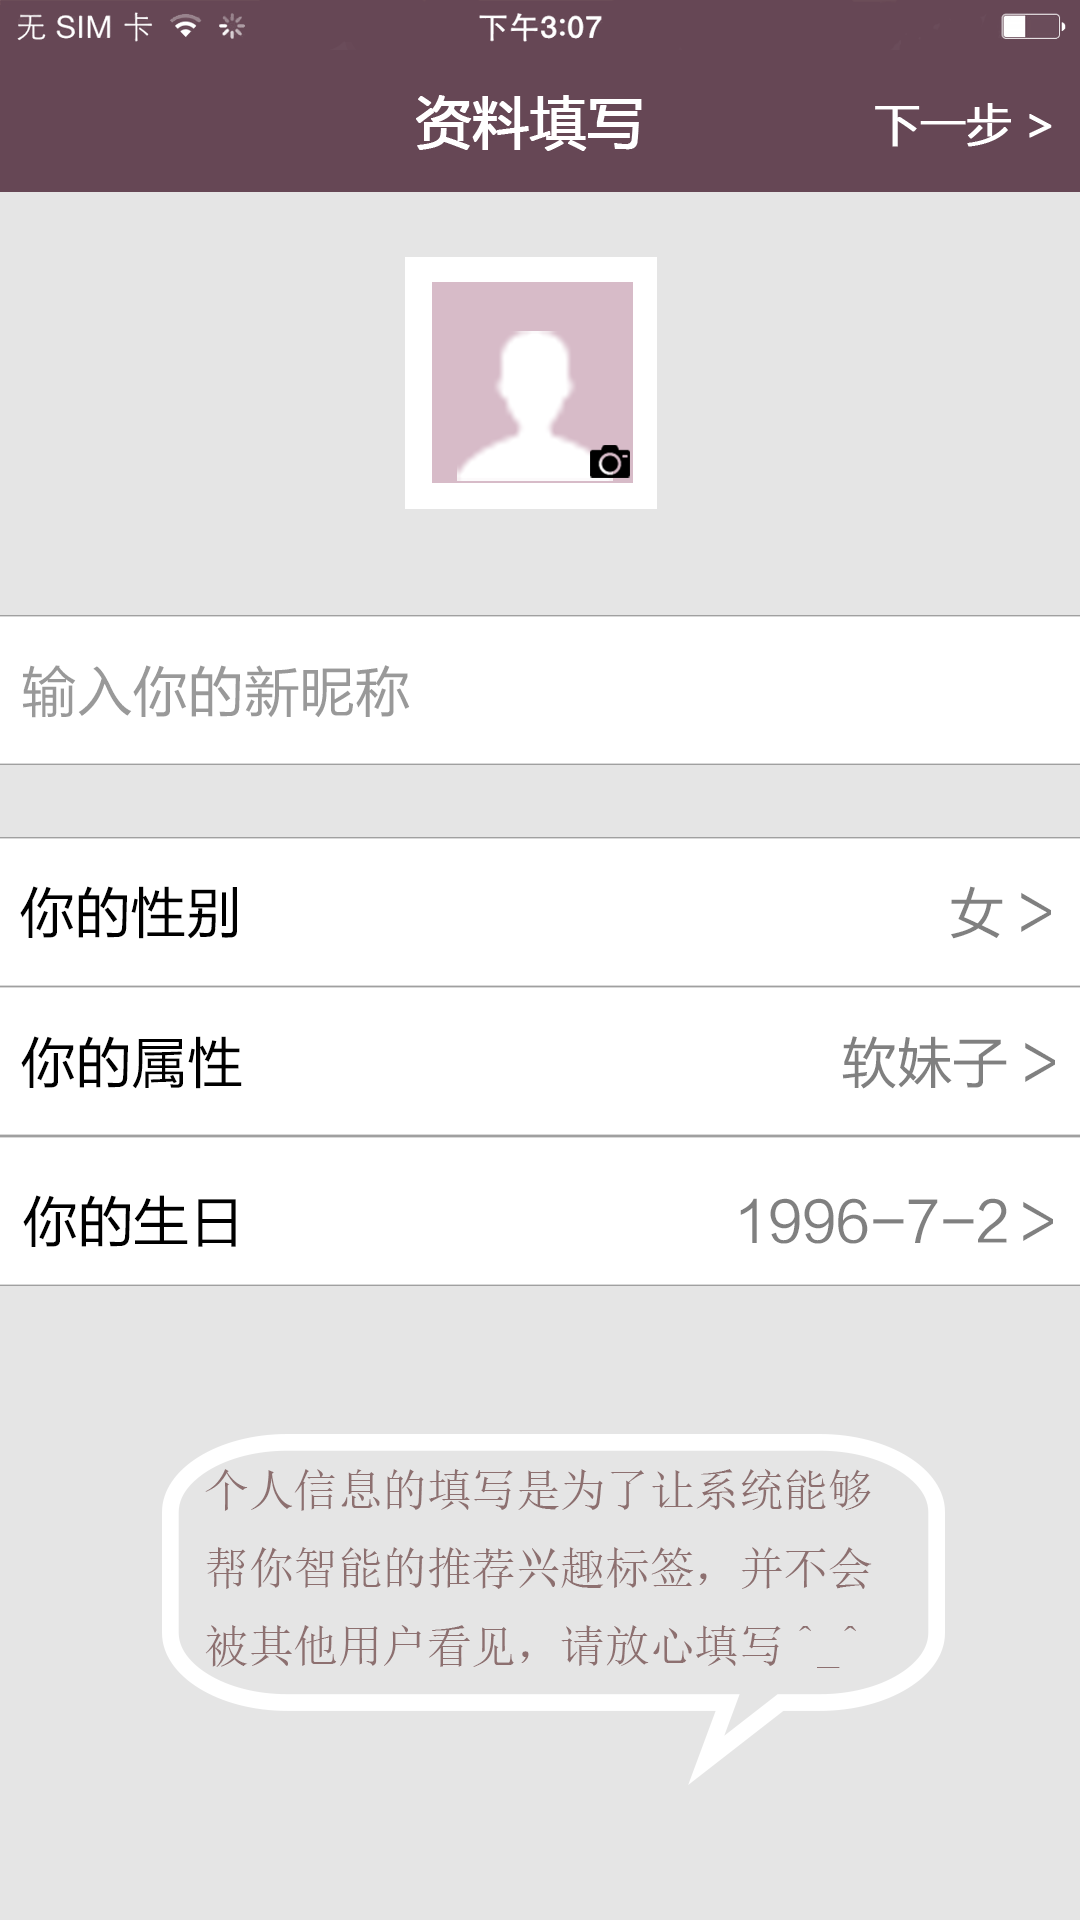 无 SIM 卡
下午3:07
资料填写
下一步 >
输入你的新昵称
你的性别
女 >
你的属性
软妹子 >
你的生日
1996-7-2 >
个人信息的填写是为了让系统能够
帮你智能的推荐兴趣标签，并不会
被其他用户看见，请放心填写^_^